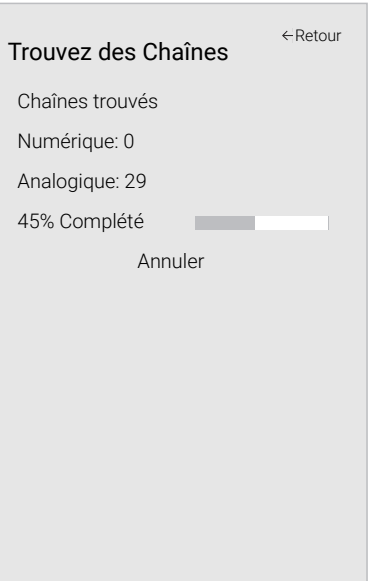 ←Retour
Trouvez des Chaînes
Chaînes trouvés
Numérique: 0
Analogique: 29
45% Complété
Annuler